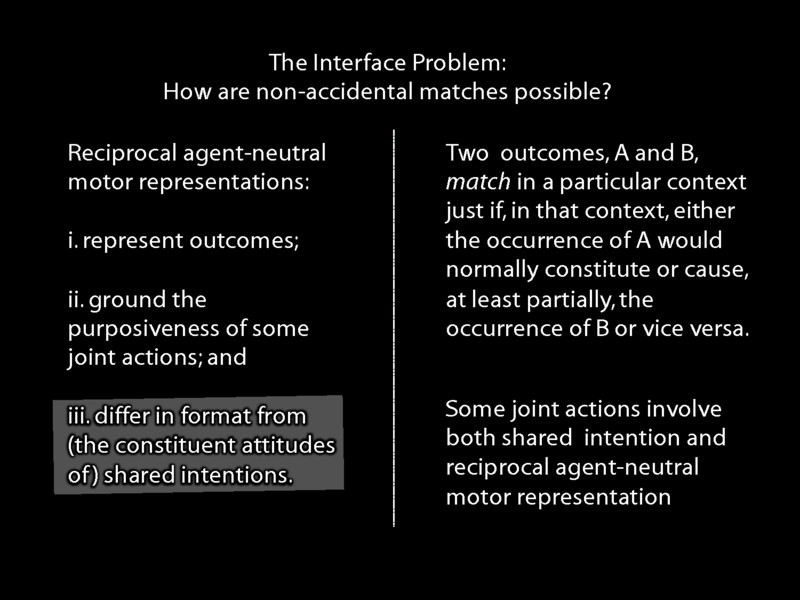 The Interface Problem:
How are non-accidental matches possible?
Reciprocal agent-neutral
motor representations:
i. represent outcomes;
ii. ground the
purposiveness of some
joint actions; and
iii. differ in format from
(the constituent attitudes
of) shared intentions.
Two outcomes, A and B,
match in a particular context
just if, in that context, either
the occurrence of A would
normally constitute or cause,
at least partially, the
occurrence of B or vice versa.
Some joint actions involve
both shared intention and
reciprocal agent-neutral
motor representation